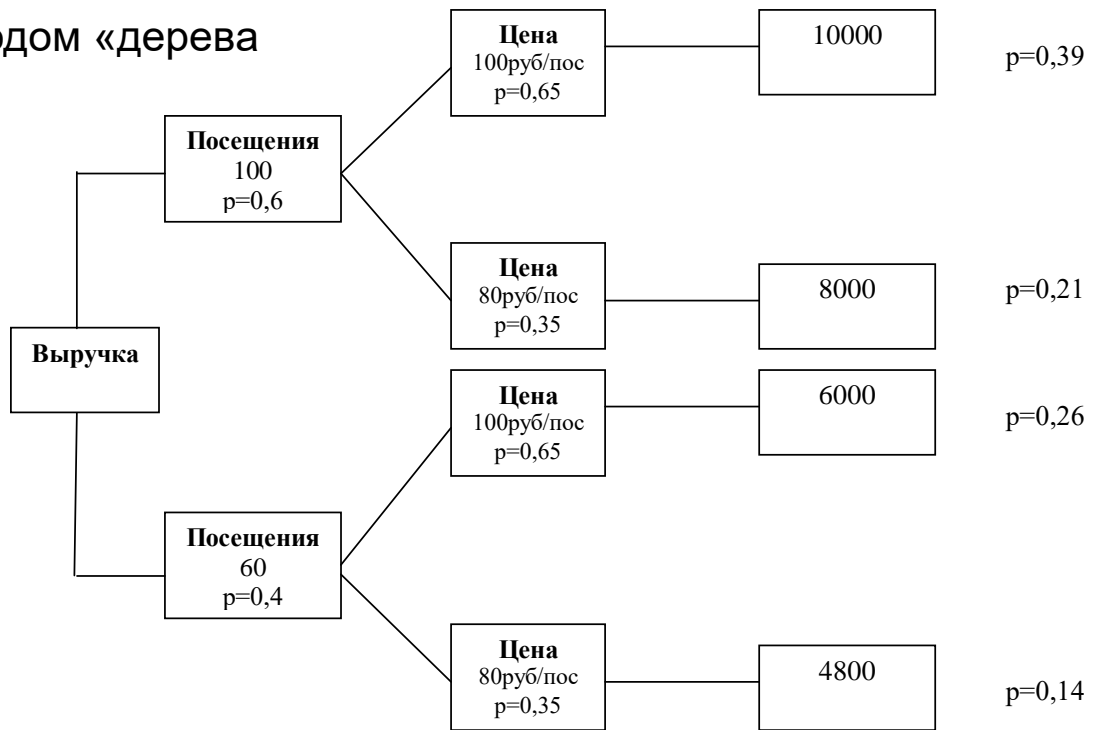 одом «дерева
Цена
100руб/пос
p=0,65
10000
p=0,39
Посещения
100
p=0,6
Цена
80руб/пос
p=0,35
8000
p=0,21
Выручка
Цена
100руб/пос
p=0,65
6000
p=0,26
Посещения
60
p=0,4
Цена
80руб/пос
p=0,35
4800
p=0,14